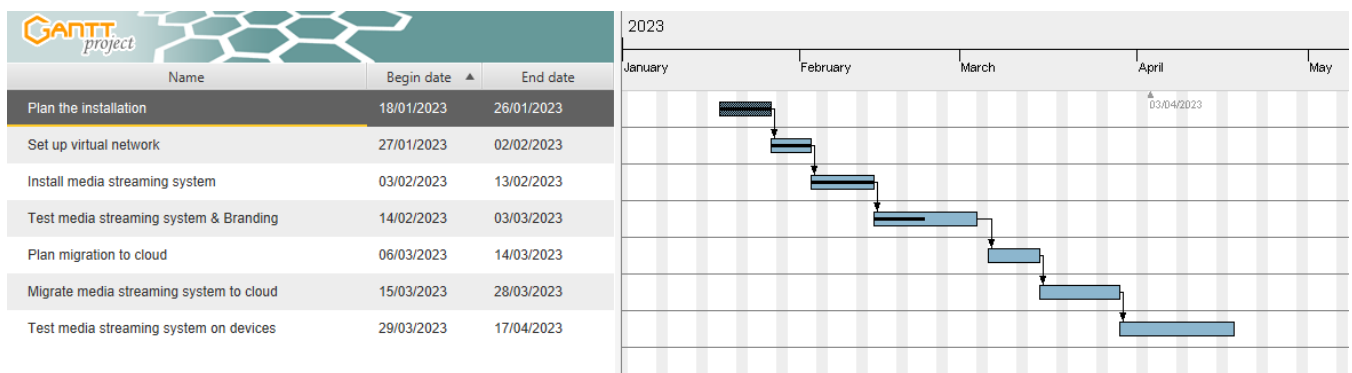 GANTT
project
Name Begin date End date
Plan the installation 18/01/2023 26/01/2023
Set up virtual network 27/01/2023 02/02/2023
Install media streaming system 03/02/2023 13/02/2023
Test media streaming system & Branding 14/02/2023 03/03/2023
Plan migration to cloud 06/03/2023 14/03/2023
Migrate media streaming system to cloud 15/03/2023 28/03/2023
Test media streaming system on devices 29/03/2023 17/04/2023
2023
January February March April May
03/04/2023